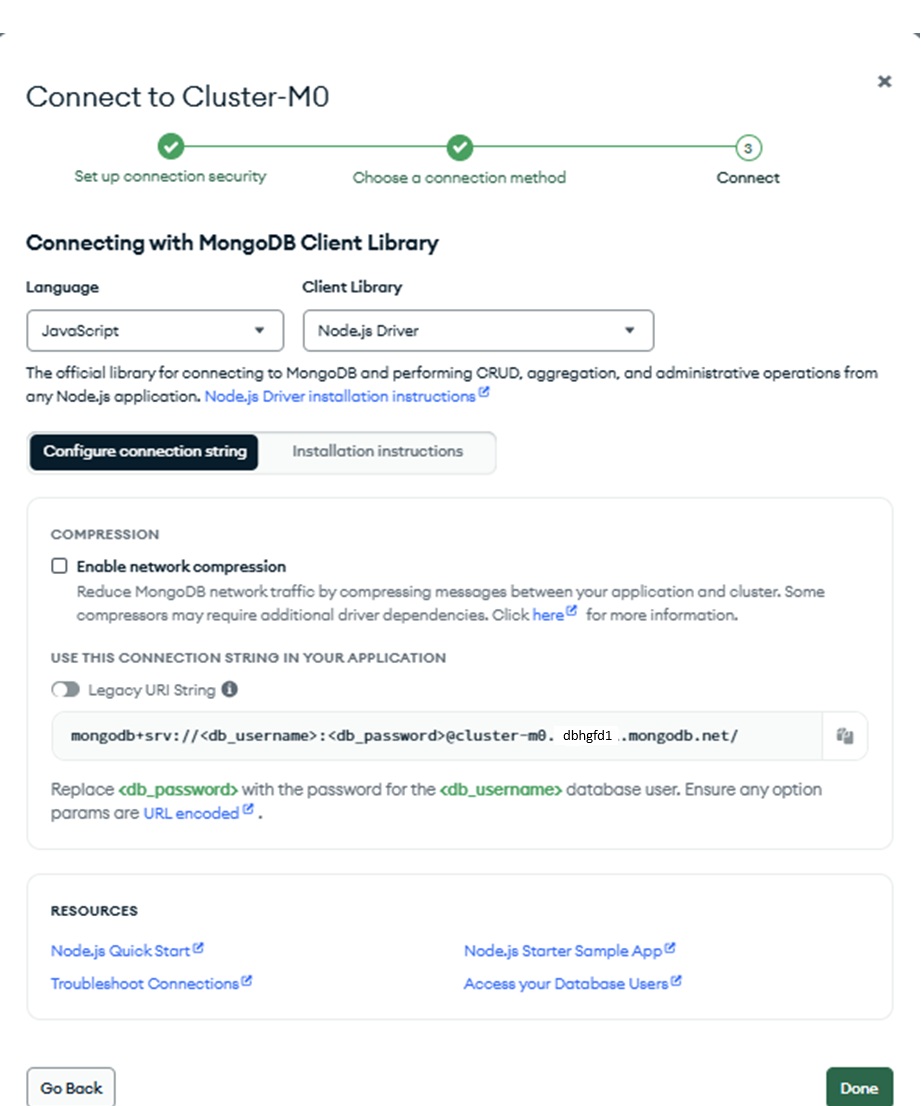 Connect to Cluster-M0
Set up connection security
Choose a connection method
3
Connect
Connecting with MongoDB Client Library
Language
Client Library
JavaScript
Node.js Driver
The official library for connecting to MongoDB and performing CRUD, aggregation, and administrative operations from
any Node.js application. Node.js Driver installation instructions
Configure connection string
Installation instructions
COMPRESSION
Enable network compression
Reduce MongoDB network traffic by compressing messages between your application and cluster. Some
compressors may require additional driver dependencies. Click here for more information.
USE THIS CONNECTION STRING IN YOUR APPLICATION
Legacy URI String
mongodb+srv://<db_username>:<db_password>@cluster-m0. dbhgfd1 .mongodb.net/
Replace <db_password> with the password for the <db_username> database user. Ensure any option
params are URL encoded .
RESOURCES
Node.js Quick Start
Node.js Starter Sample App
Troubleshoot Connections
Access your Database Users
Go Back
Done